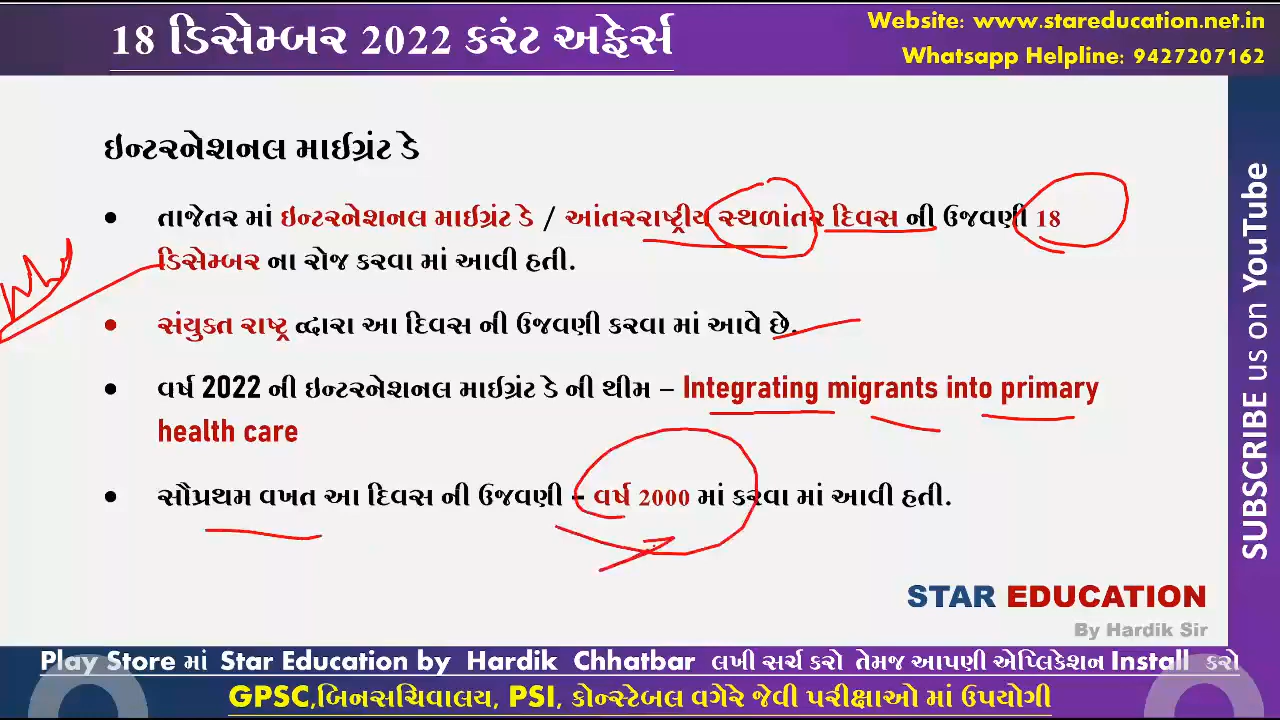 18 ડિસેમ્બર 2022 કરંટ અફેર્સ
Website: www.stareducation.net.in
Whatsapp Helpline: 9427207162
ઇન્ટરનેશનલ માઈગ્રંટ ડે
• તાજેતર માં ઇન્ટરનેશનલ માઈગ્રંટ ડે / આંતરરાષ્ટ્રીય સ્થળાંતર દિવસ ની ઉજવણી 18
ડિસેમ્બર ના રોજ કરવા માં આવી હતી.
• સંયુક્ત રાષ્ટ્ર દ્વારા આ દિવસ ની ઉજવણી કરવા માં આવે છે.
• વર્ષ 2022 ની ઇન્ટરનેશનલ માઈગ્રંટ ડે ની થીમ – Integrating migrants into primary
health care
• સૌપ્રથમ વખત આ દિવસ ની ઉજવણી – વર્ષ 2000 માં કરવા માં આવી હતી.
SUBSCRIBE us on YouTube
STAR EDUCATION
By Hardik Sir
Play Store માં Star Education by Hardik Chhatbar લખી સર્ચ કરો તેમજ આપણી એપ્લિકેશન Install કરો
GPSC,બિનસચિવાલય, PSI, કોન્સ્ટેબલ વગેરે જેવી પરીક્ષાઓ માં ઉપયોગી